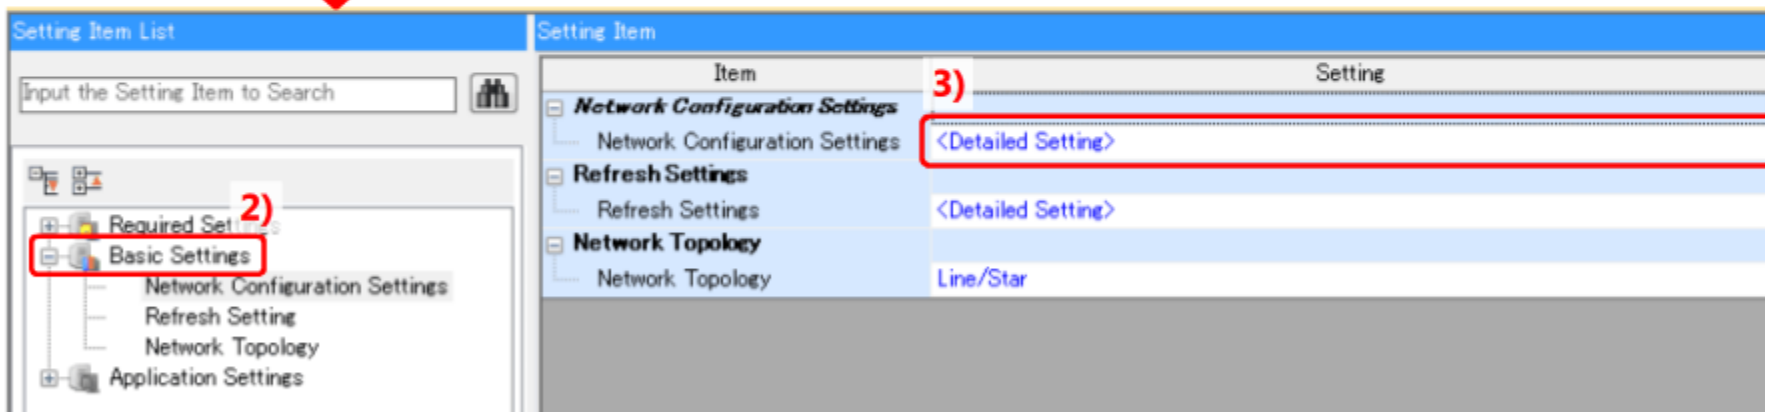 Setting Item List
Input the Setting Item to Search
2)
Required Settings
Basic Settings
Network Configuration Settings
Refresh Setting
Network Topology
Application Settings
Setting Item
Item Setting
3)
Network Configuration Settings
Network Configuration Settings <Detailed Setting>
Refresh Settings
Refresh Settings <Detailed Setting>
Network Topology
Network Topology Line/Star